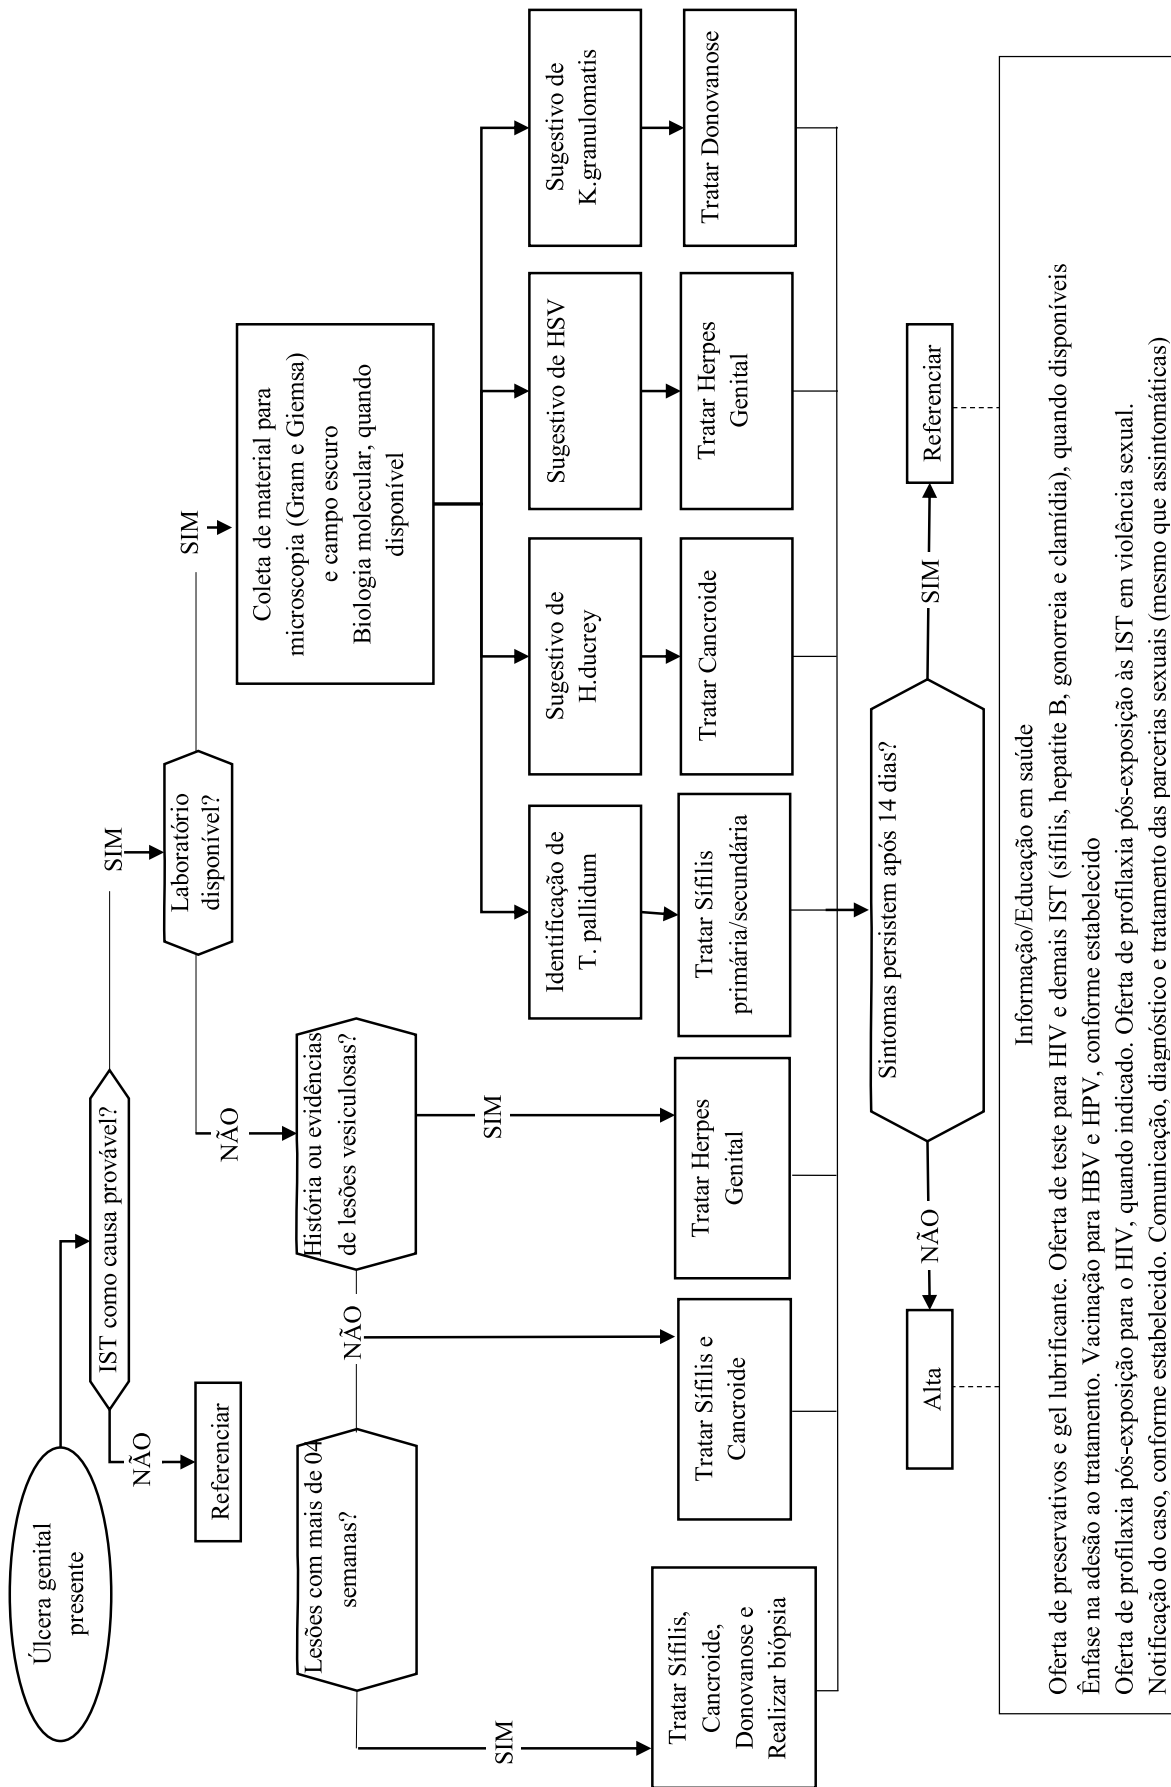 Úlcera genital
presente
IST como causa provável?
NÃO
Referenciar
SIM
Laboratório
disponível?
NÃO
SIM
História ou evidências
de lesões vesiculosas?
NÃO
SIM
Lesões com mais de 04
semanas?
SIM
Coleta de material para
microscopia (Gram e Giemsa)
e campo escuro
Biologia molecular, quando
disponível
Identificação de
T. pallidum
Sugestivo de
H.ducrey
Sugestivo de HSV
Sugestivo de
K.granulomatis
Tratar Sífilis,
Cancroide,
Donovanose e
Realizar biópsia
Tratar Sífilis e
Cancroide
Tratar Herpes
Genital
Tratar Sífilis
primária/secundária
Tratar Cancroide
Tratar Herpes
Genital
Tratar Donovanose
Sintomas persistem após 14 dias?
NÃO
SIM
Alta
Referenciar
Informação/Educação em saúde
Oferta de preservativos e gel lubrificante. Oferta de teste para HIV e demais IST (sífilis, hepatite B, gonorreia e clamídia), quando disponíveis
Ênfase na adesão ao tratamento. Vacinação para HBV e HPV, conforme estabelecido
Oferta de profilaxia pós-exposição para o HIV, quando indicado. Oferta de profilaxia pós-exposição às IST em violência sexual.
Notificação do caso, conforme estabelecido. Comunicação, diagnóstico e tratamento das parcerias sexuais (mesmo que assintomáticas)